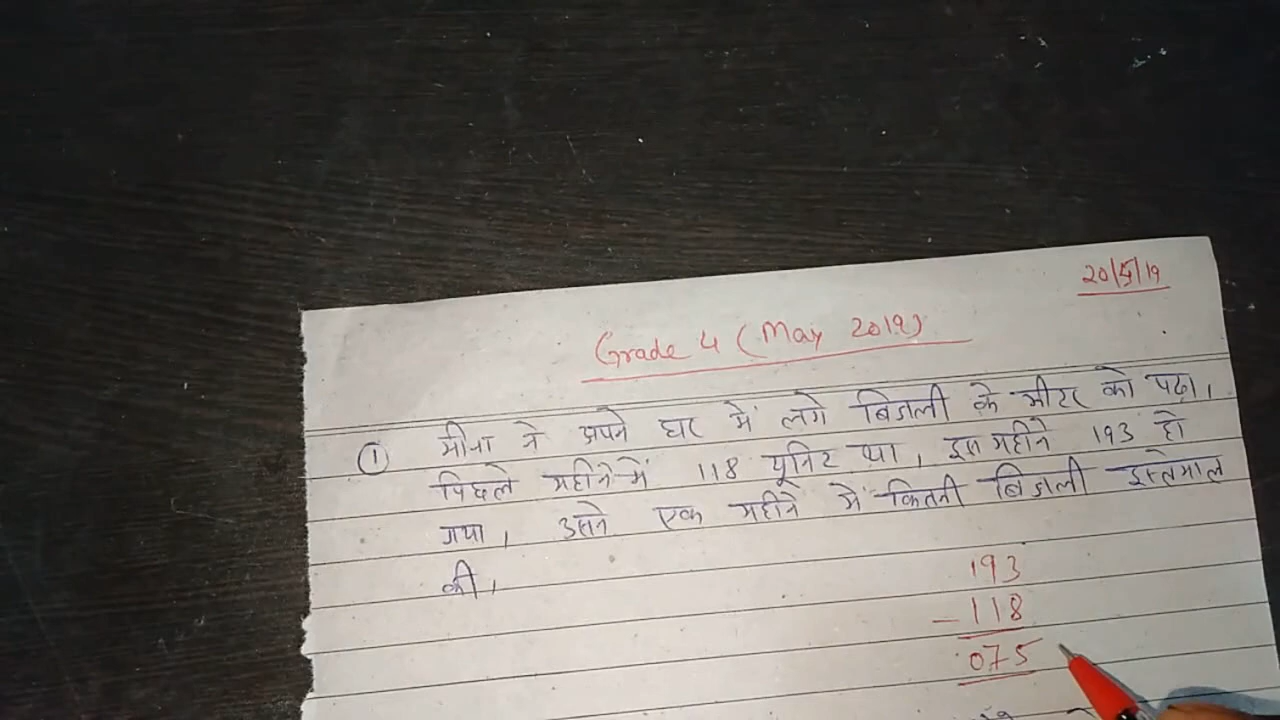 20/5/19
Grade 4 (May 2019)
① मीना ने अपने घर में लगे बिजली के मीटर को पढ़ा।
पिछले महीने में 118 यूनिट था, इस महीने 193 हो
गया, उसने एक महीने में कितनी बिजली इस्तेमाल
की।
193
- 118
075